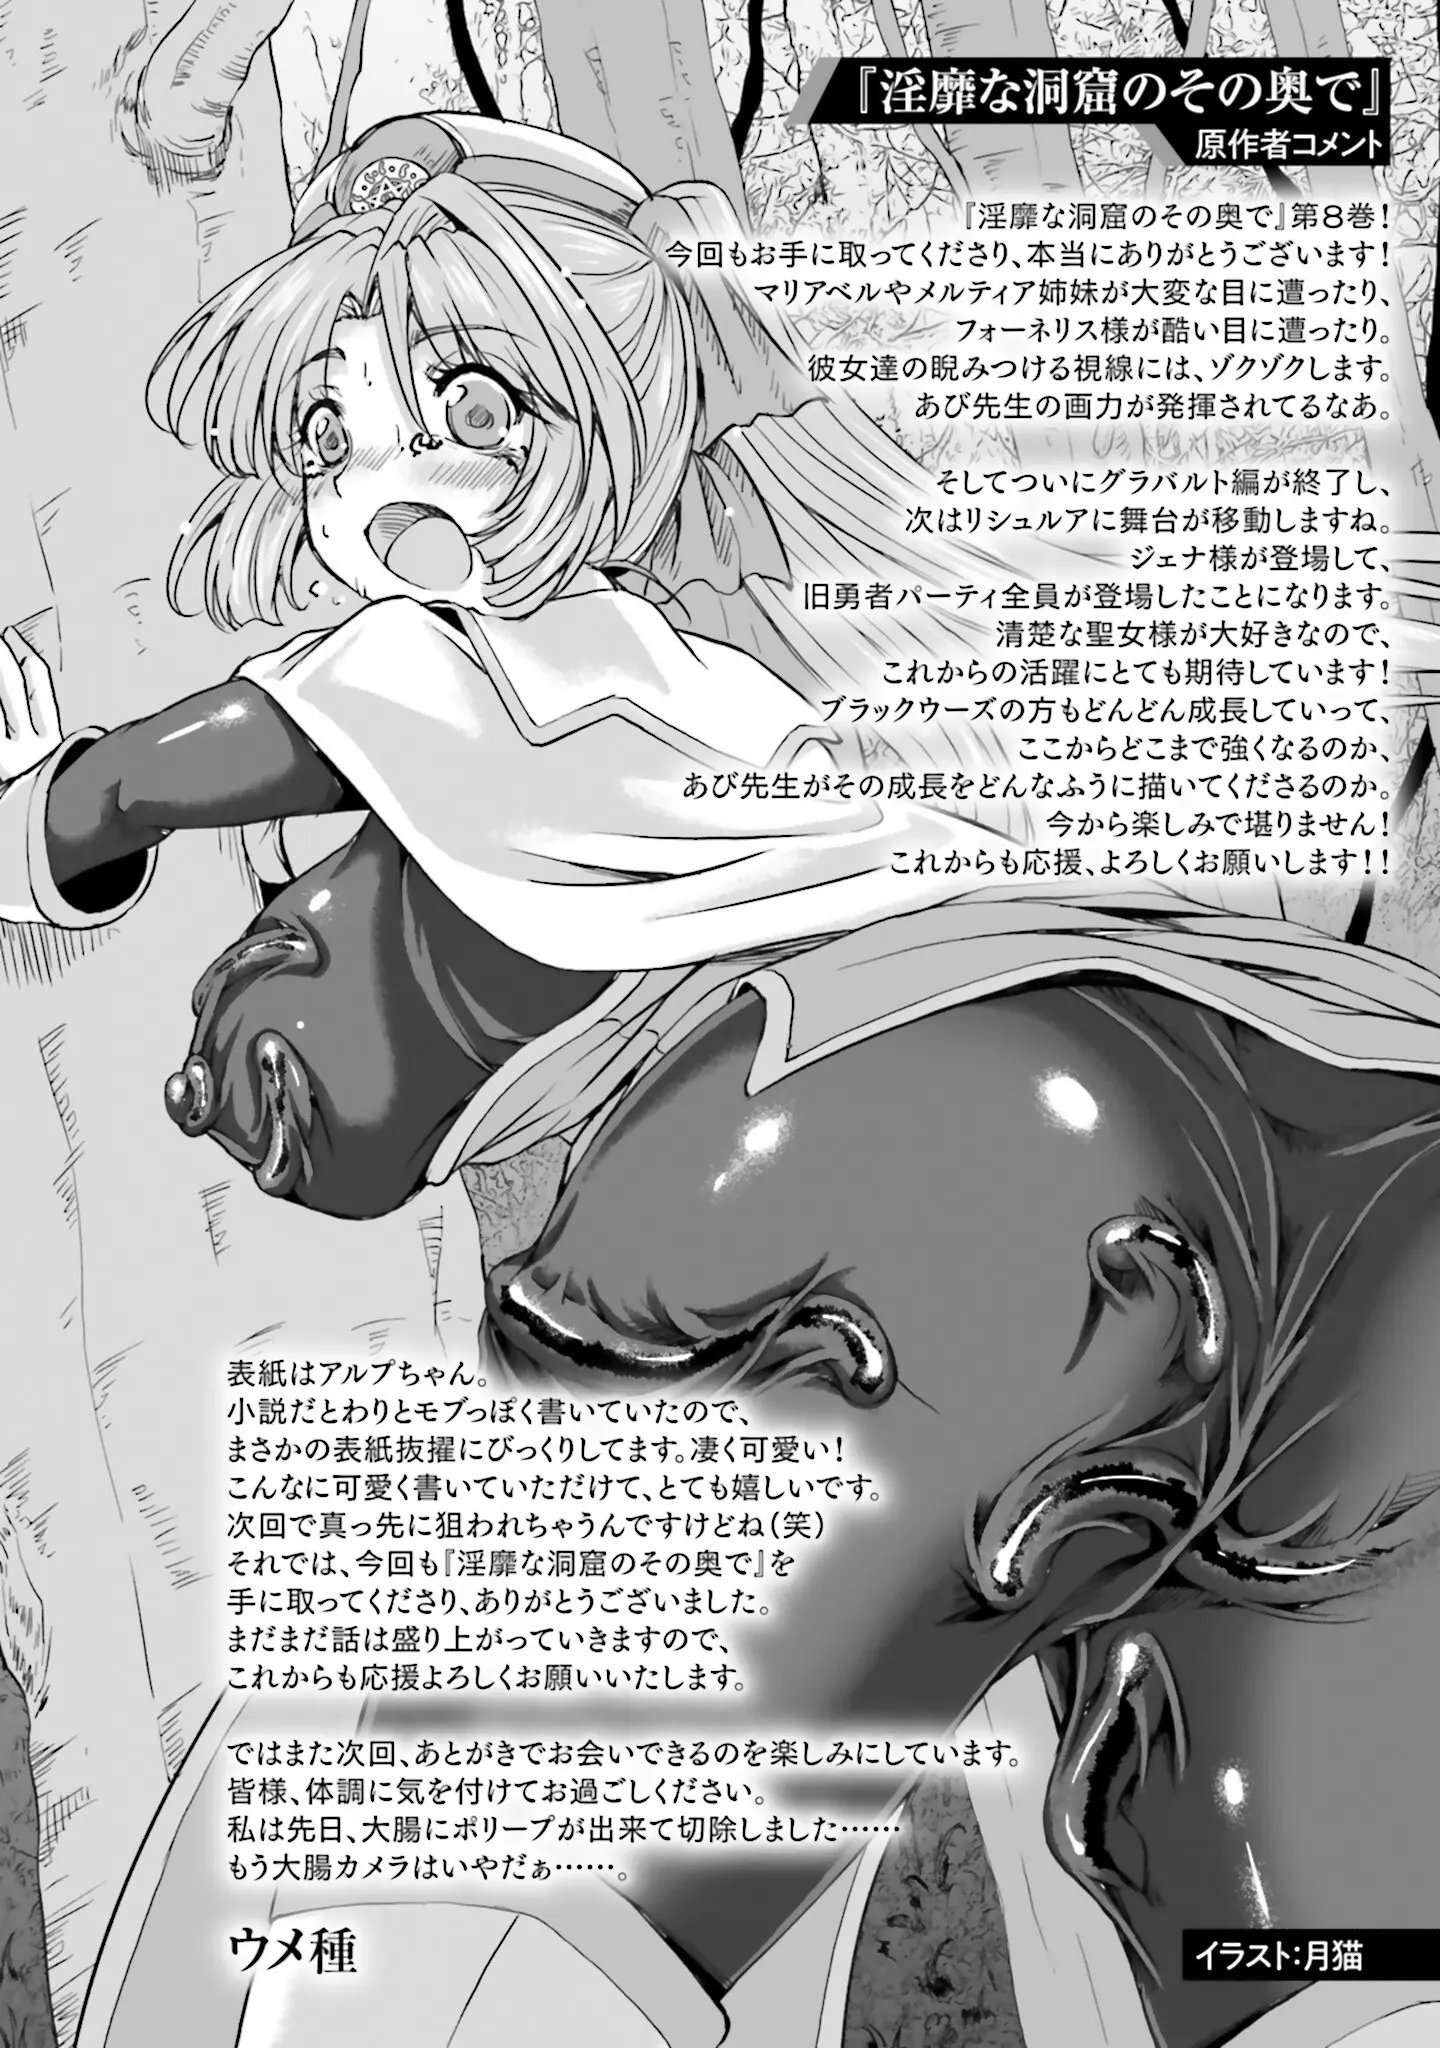 『淫靡な洞窟のその奥で』
原作者コメント
『淫靡な洞窟のその奥で』第8巻!
今回もお手に取ってくださり、本当にありがとうございます!
マリアベルやメルティア姉妹が大変な目に遭ったり、
フォーネリス様が酷い目に遭ったり。
彼女達の睨みつける視線には、ゾクゾクします。
あび先生の画力が発揮されてるなあ。
そしてついにグラバルト編が終了し、
次はリシュルアに舞台が移動しますね。
ジェナ様が登場して、
旧勇者パーティ全員が登場したことになります。
清楚な聖女様が大好きなので、
これからの活躍にとても期待しています!
ブラックウーズの方もどんどん成長していって、
ここからどこまで強くなるのか、
あび先生がその成長をどんなふうに描いてくださるのか。
今から楽しみで堪りません!
これからも応援、よろしくお願いします!!
表紙はアルプちゃん。
小説だとわりとモブっぽく書いていたので、
まさかの表紙抜擢にびっくりしてます。凄く可愛い!
こんなに可愛く書いていただけて、とても嬉しいです。
次回で真っ先に狙われちゃうんですけどね(笑)
それでは、今回も『淫靡な洞窟のその奥で』を
手に取ってくださり、ありがとうございました。
まだまだ話は盛り上がっていきますので、
これからも応援よろしくお願いいたします。
ではまた次回、あとがきでお会いできるのを楽しみにしています。
皆様、体調に気を付けてお過ごしください。
私は先日、大腸にポリープが出来て切除しました……
もう大腸カメラはいやだぁ……。
ウメ種
イラスト:月猫